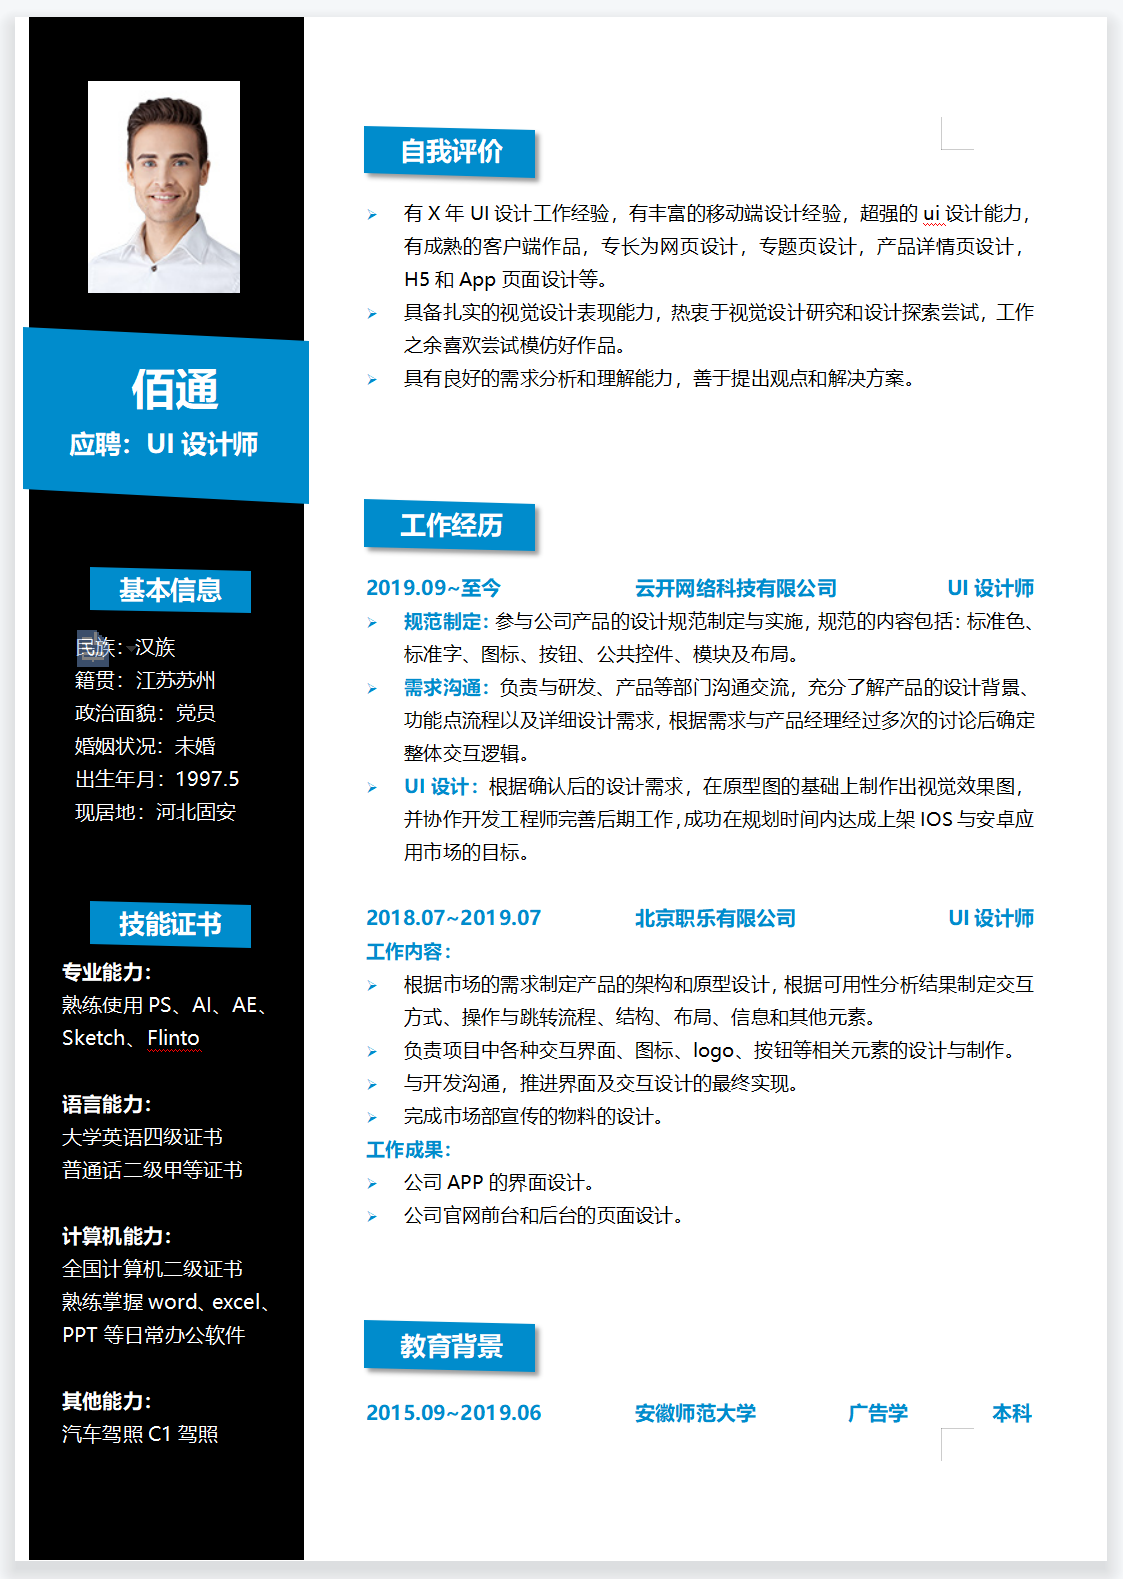 佰通
应聘：UI 设计师
基本信息
民族：汉族
籍贯：江苏苏州
政治面貌：党员
婚姻状况：未婚
出生年月：1997.5
现居地：河北固安
技能证书
专业能力：
熟练使用 PS、AI、AE、
Sketch、Flinto
语言能力：
大学英语四级证书
普通话二级甲等证书
计算机能力：
全国计算机二级证书
熟练掌握 word、excel、
PPT 等日常办公软件
其他能力：
汽车驾照 C1 驾照
自我评价
有 X 年 UI 设计工作经验，有丰富的移动端设计经验，超强的 ui 设计能力，
有成熟的客户端作品，专长为网页设计，专题页设计，产品详情页设计，
H5 和 App 页面设计等。
具备扎实的视觉设计表现能力，热衷于视觉设计研究和设计探索尝试，工作
之余喜欢尝试模仿好作品。
具有良好的需求分析和理解能力，善于提出观点和解决方案。
工作经历
2019.09~至今 云开网络科技有限公司 UI 设计师
规范制定：参与公司产品的设计规范制定与实施，规范的内容包括：标准色、
标准字、图标、按钮、公共控件、模块及布局。
需求沟通：负责与研发、产品等部门沟通交流，充分了解产品的设计背景、
功能点流程以及详细设计需求，根据需求与产品经理经过多次的讨论后确定
整体交互逻辑。
UI 设计：根据确认后的设计需求，在原型图的基础上制作出视觉效果图，
并协作开发工程师完善后期工作，成功在规划时间内达成上架 IOS 与安卓应
用市场的目标。
2018.07~2019.07 北京职乐有限公司 UI 设计师
工作内容：
根据市场的需求制定产品的架构和原型设计，根据可用性分析结果制定交互
方式、操作与跳转流程、结构、布局、信息和其他元素。
负责项目中各种交互界面、图标、logo、按钮等相关元素的设计与制作。
与开发沟通，推进界面及交互设计的最终实现。
完成市场部宣传的物料的设计。
工作成果：
公司 APP 的界面设计。
公司官网前台和后台的页面设计。
教育背景
2015.09~2019.06 安徽师范大学 广告学 本科